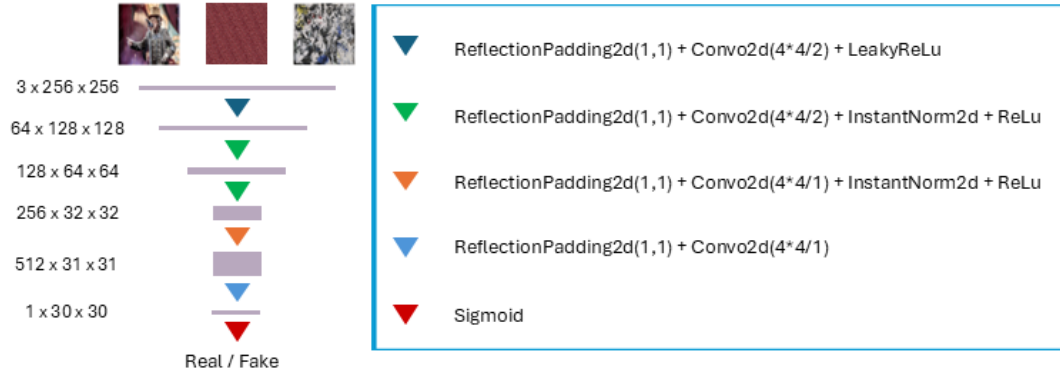 3 x 256 x 256
64 x 128 x 128
128 x 64 x 64
256 x 32 x 32
512 x 31 x 31
1 x 30 x 30
Real / Fake
ReflectionPadding2d(1,1) + Convo2d(4*4/2) + LeakyReLu
ReflectionPadding2d(1,1) + Convo2d(4*4/2) + InstantNorm2d + ReLu
ReflectionPadding2d(1,1) + Convo2d(4*4/1) + InstantNorm2d + ReLu
ReflectionPadding2d(1,1) + Convo2d(4*4/1)
Sigmoid